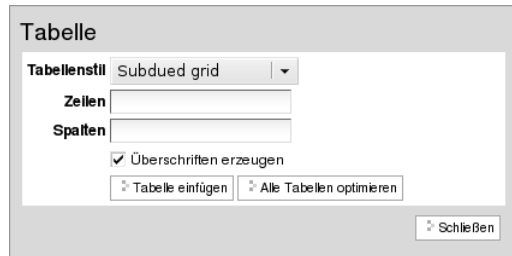 Tabelle
Tabellenstil Subdued grid
Zeilen
Spalten
Überschriften erzeugen
Tabelle einfügen Alle Tabellen optimieren
Schließen